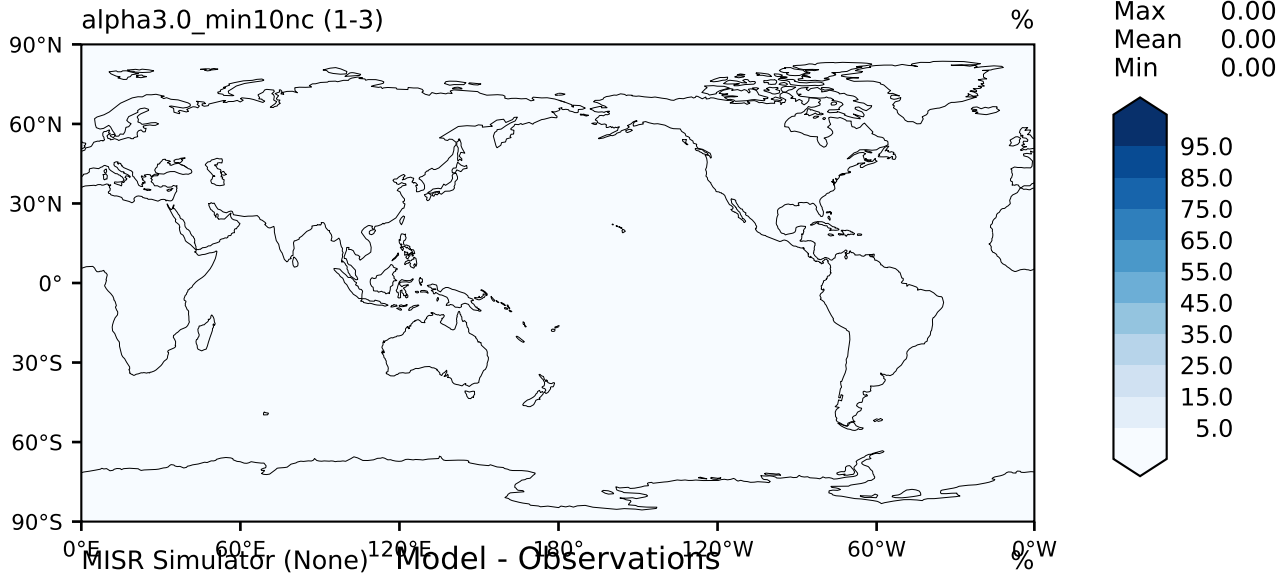 alpha3.0_min10nc (1-3) %
Max 0.00
Mean 0.00
Min 0.00
90°N
60°N
30°N
0°
30°S
60°S
90°S
95.0
85.0
75.0
65.0
55.0
45.0
35.0
25.0
15.0
5.0
0°E 60°E 120°E 180° 120°W 60°W 0°W
MISR Simulator (None) Model - Observations %